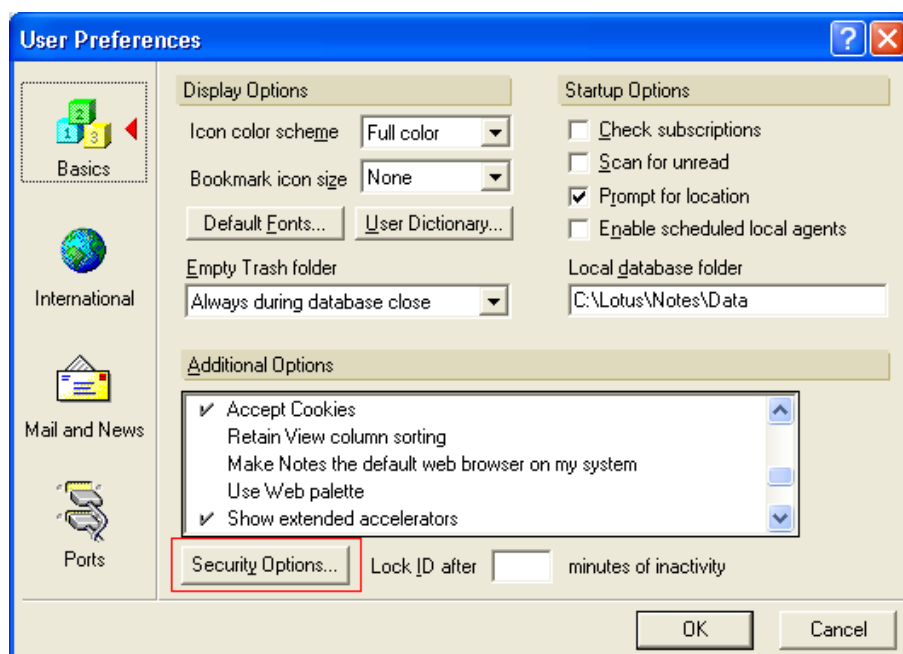 User Preferences
Basics
International
Mail and News
Ports
Display Options
Icon color scheme Full color
Bookmark icon size None
Default Fonts... User Dictionary...
Empty Trash folder
Always during database close
Startup Options
Check subscriptions
Scan for unread
Prompt for location
Enable scheduled local agents
Local database folder
C:\Lotus\Notes\Data
Additional Options
Accept Cookies
Retain View column sorting
Make Notes the default web browser on my system
Use Web palette
Show extended accelerators
Security Options... Lock ID after minutes of inactivity
OK Cancel